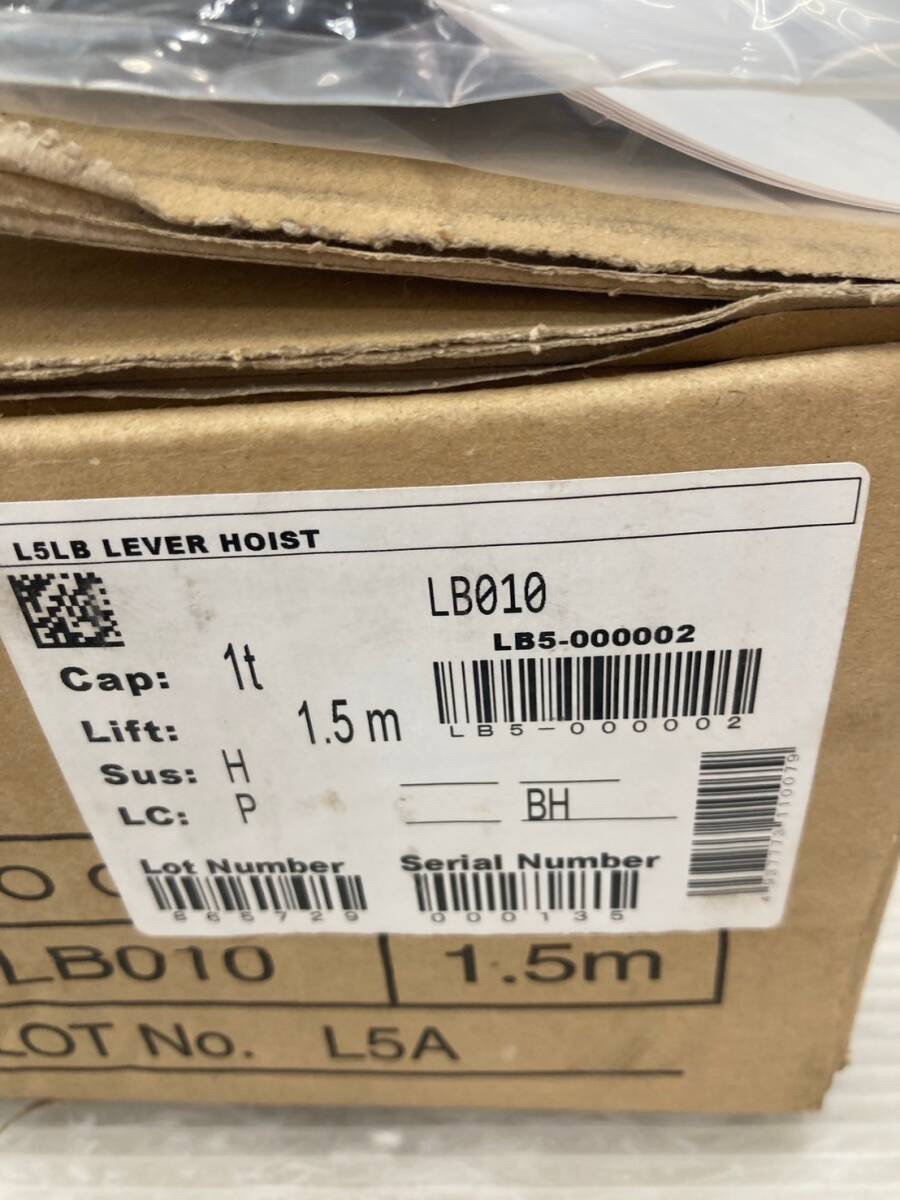 L5LB LEVER HOIST
LB010
LB5-000002
Cap: 1t
LB5-000002
Lift: 1.5 m
Sus: H
LC: P
BH
Lot Number
Serial Number
865729
000135
LB010 1.5m
LOT No. L5A